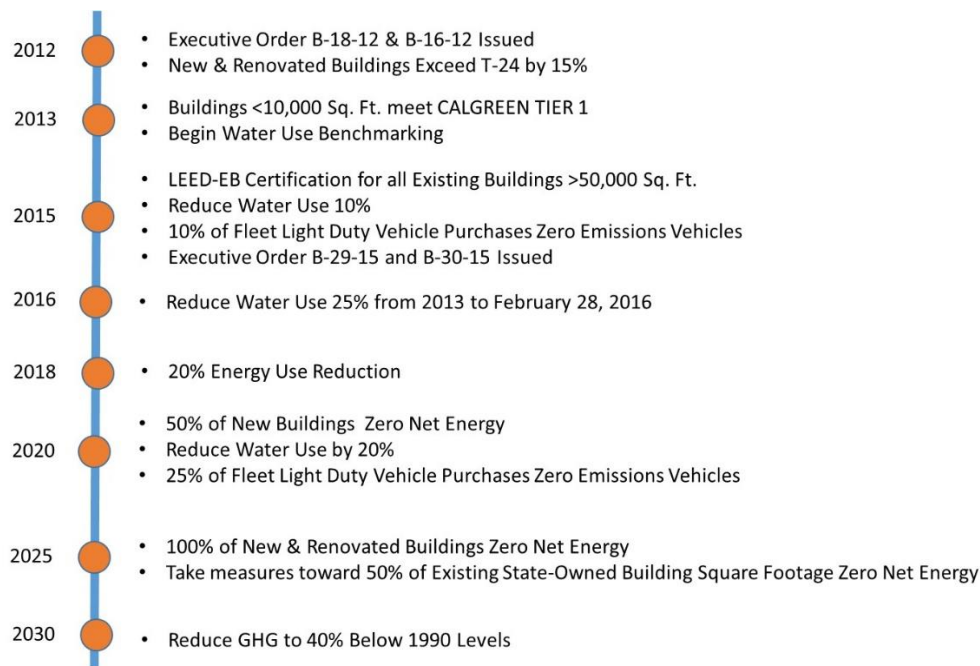 2012
• Executive Order B-18-12 & B-16-12 Issued
• New & Renovated Buildings Exceed T-24 by 15%
2013
• Buildings <10,000 Sq. Ft. meet CALGREEN TIER 1
• Begin Water Use Benchmarking
2015
• LEED-EB Certification for all Existing Buildings >50,000 Sq. Ft.
• Reduce Water Use 10%
• 10% of Fleet Light Duty Vehicle Purchases Zero Emissions Vehicles
• Executive Order B-29-15 and B-30-15 Issued
2016
• Reduce Water Use 25% from 2013 to February 28, 2016
2018
• 20% Energy Use Reduction
2020
• 50% of New Buildings Zero Net Energy
• Reduce Water Use by 20%
• 25% of Fleet Light Duty Vehicle Purchases Zero Emissions Vehicles
2025
• 100% of New & Renovated Buildings Zero Net Energy
• Take measures toward 50% of Existing State-Owned Building Square Footage Zero Net Energy
2030
• Reduce GHG to 40% Below 1990 Levels